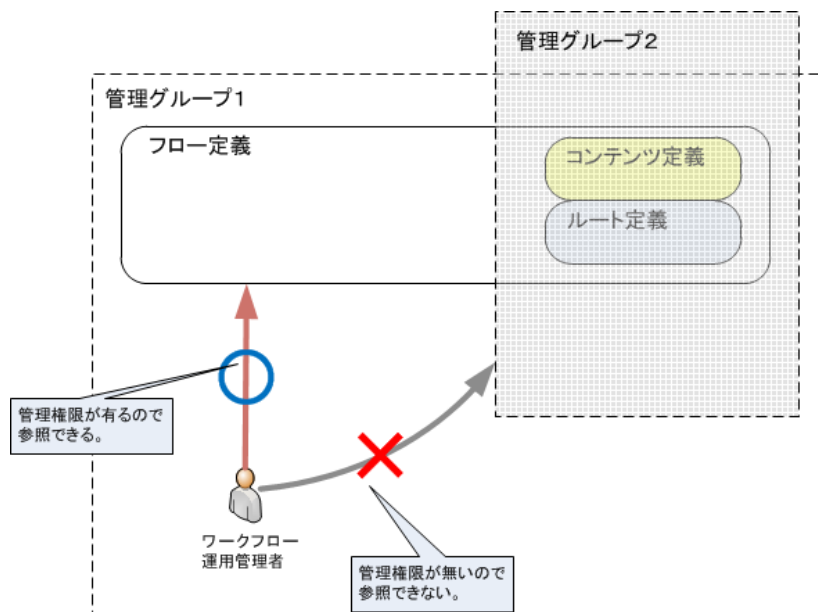 管理グループ2
管理グループ1
フロー定義
コンテンツ定義
ルート定義
管理権限が有るので
参照できる。
ワークフロー
運用管理者
管理権限が無いので
参照できない。